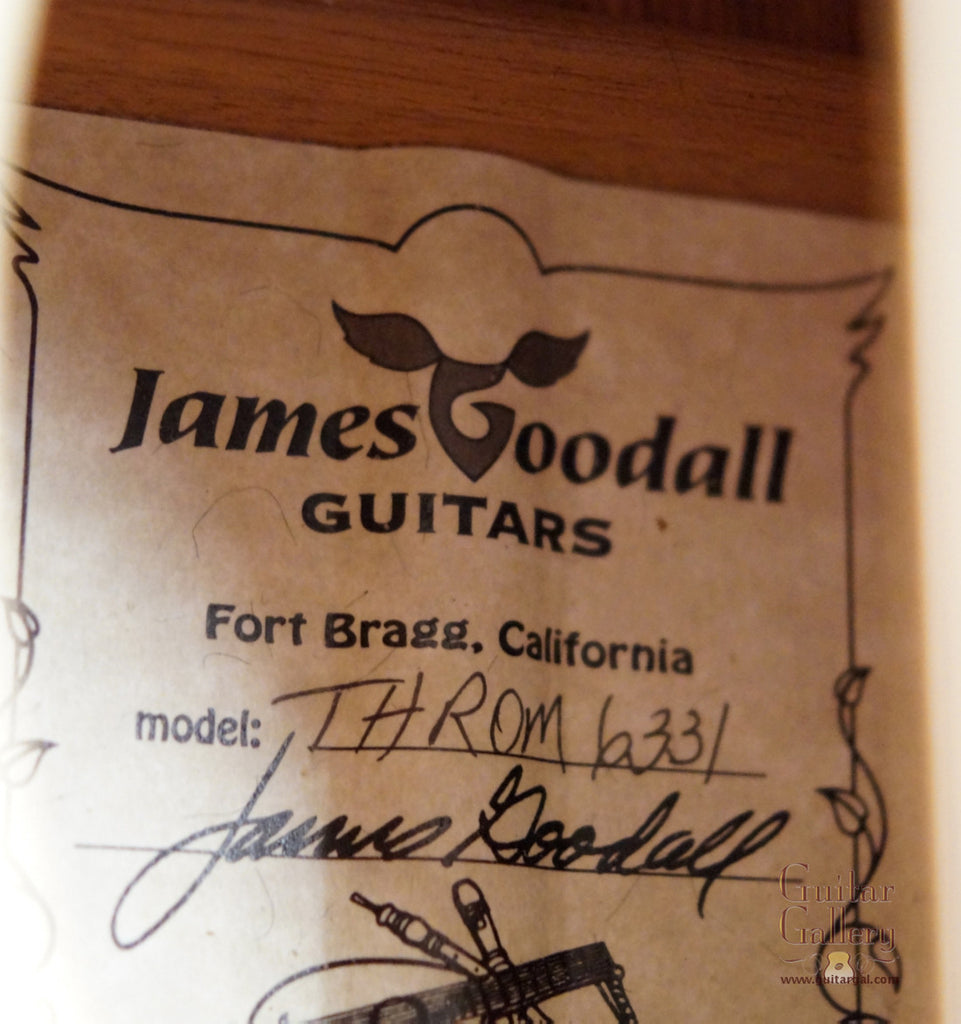 James Goodall
GUITARS
Fort Bragg, California
model: THROM 6331
James Goodall
Guitar
Gallery
www.guitargal.com